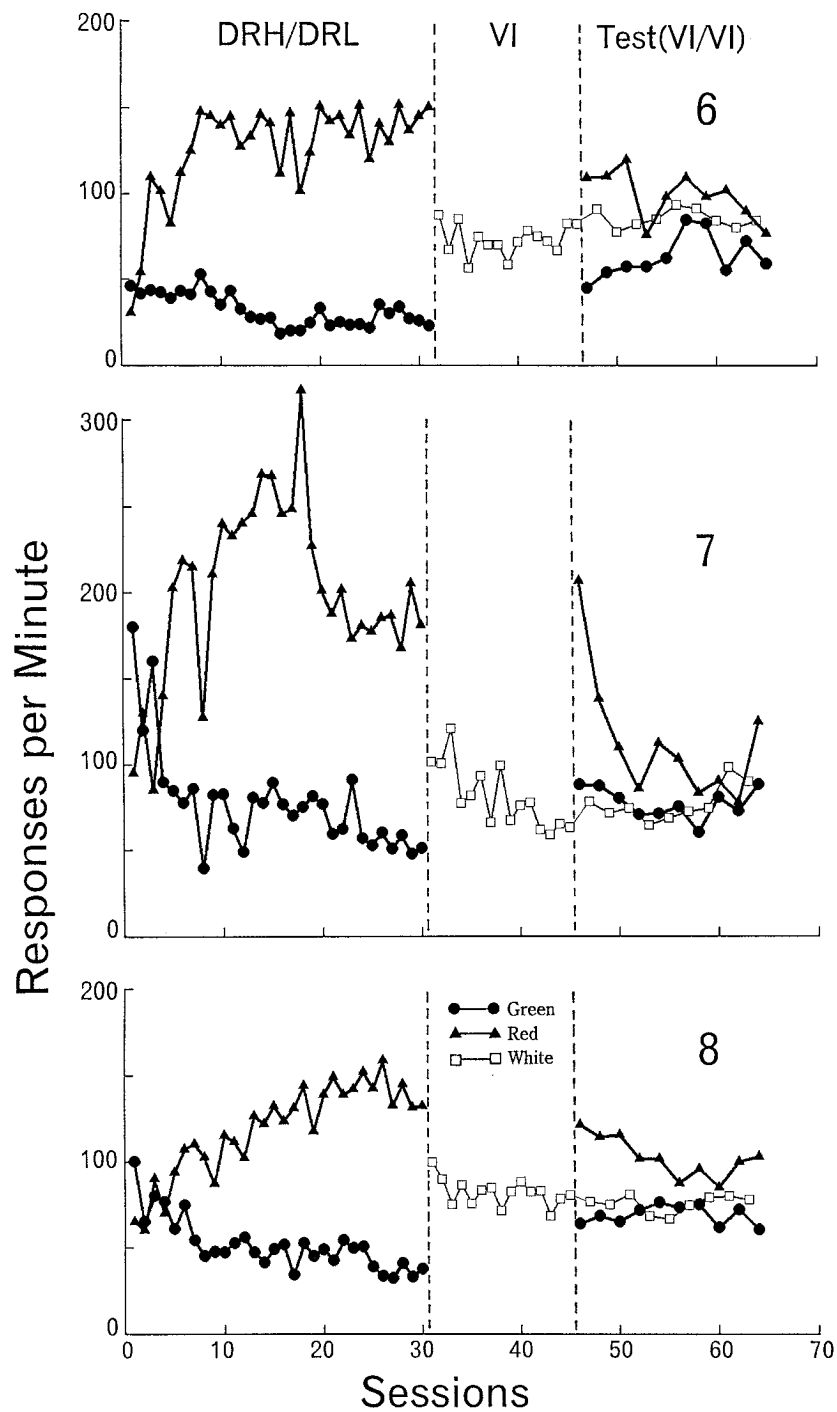 DRH/DRL VI Test(VI/VI)
200
100
0
6
300
200
100
0
7
Responses per Minute
200
100
0
Green
Red
White
8
0 10 20 30 40 50 60 70
Sessions